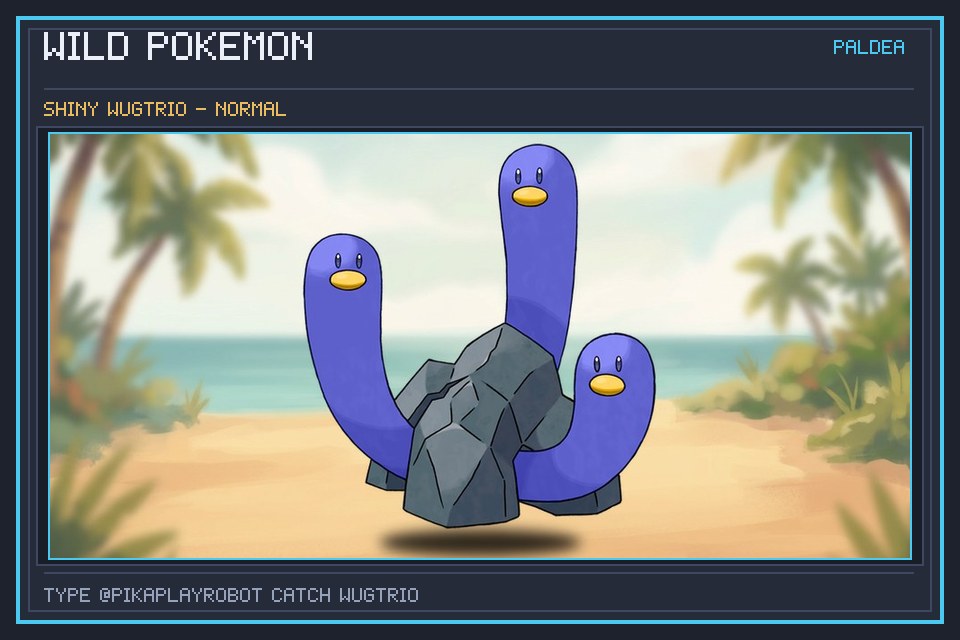 WILD POKEMON
PALDEA
SHINY WUGTRIO - NORMAL
TYPE @PIKAPLAYROBOT CATCH WUGTRIO